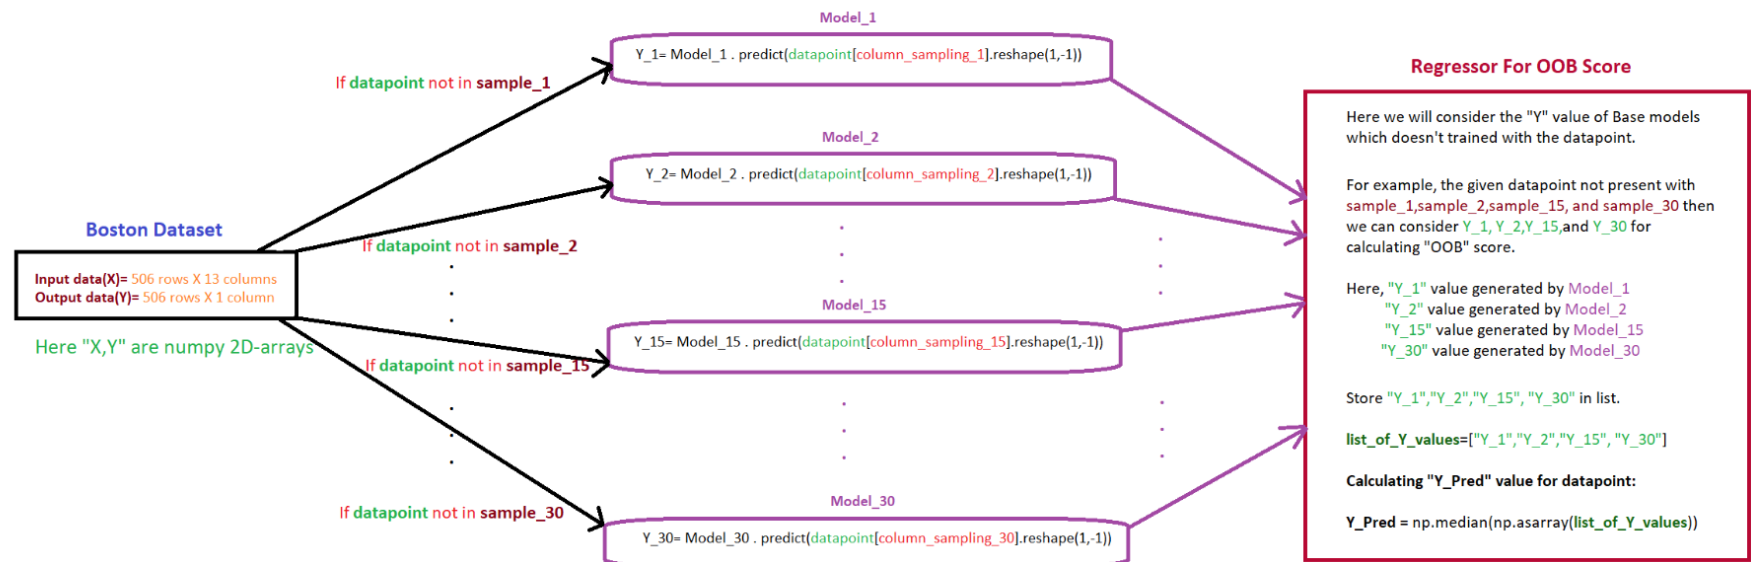 Model_1
Y_1= Model_1 . predict(datapoint[column_sampling_1].reshape(1,-1))
If datapoint not in sample_1
Model_2
Y_2= Model_2 . predict(datapoint[column_sampling_2].reshape(1,-1))
If datapoint not in sample_2
Boston Dataset
Input data(X)= 506 rows X 13 columns
Output data(Y)= 506 rows X 1 column
Here "X,Y" are numpy 2D-arrays
Model_15
Y_15= Model_15 . predict(datapoint[column_sampling_15].reshape(1,-1))
If datapoint not in sample_15
Model_30
Y_30= Model_30 . predict(datapoint[column_sampling_30].reshape(1,-1))
If datapoint not in sample_30
Regressor For OOB Score
Here we will consider the "Y" value of Base models
which doesn't trained with the datapoint.
For example, the given datapoint not present with
sample_1,sample_2,sample_15, and sample_30 then
we can consider Y_1, Y_2,Y_15,and Y_30 for
calculating "OOB" score.
Here, "Y_1" value generated by Model_1
"Y_2" value generated by Model_2
"Y_15" value generated by Model_15
"Y_30" value generated by Model_30
Store "Y_1","Y_2","Y_15", "Y_30" in list.
list_of_Y_values=["Y_1","Y_2","Y_15", "Y_30"]
Calculating "Y_Pred" value for datapoint:
Y_Pred = np.median(np.asarray(list_of_Y_values))